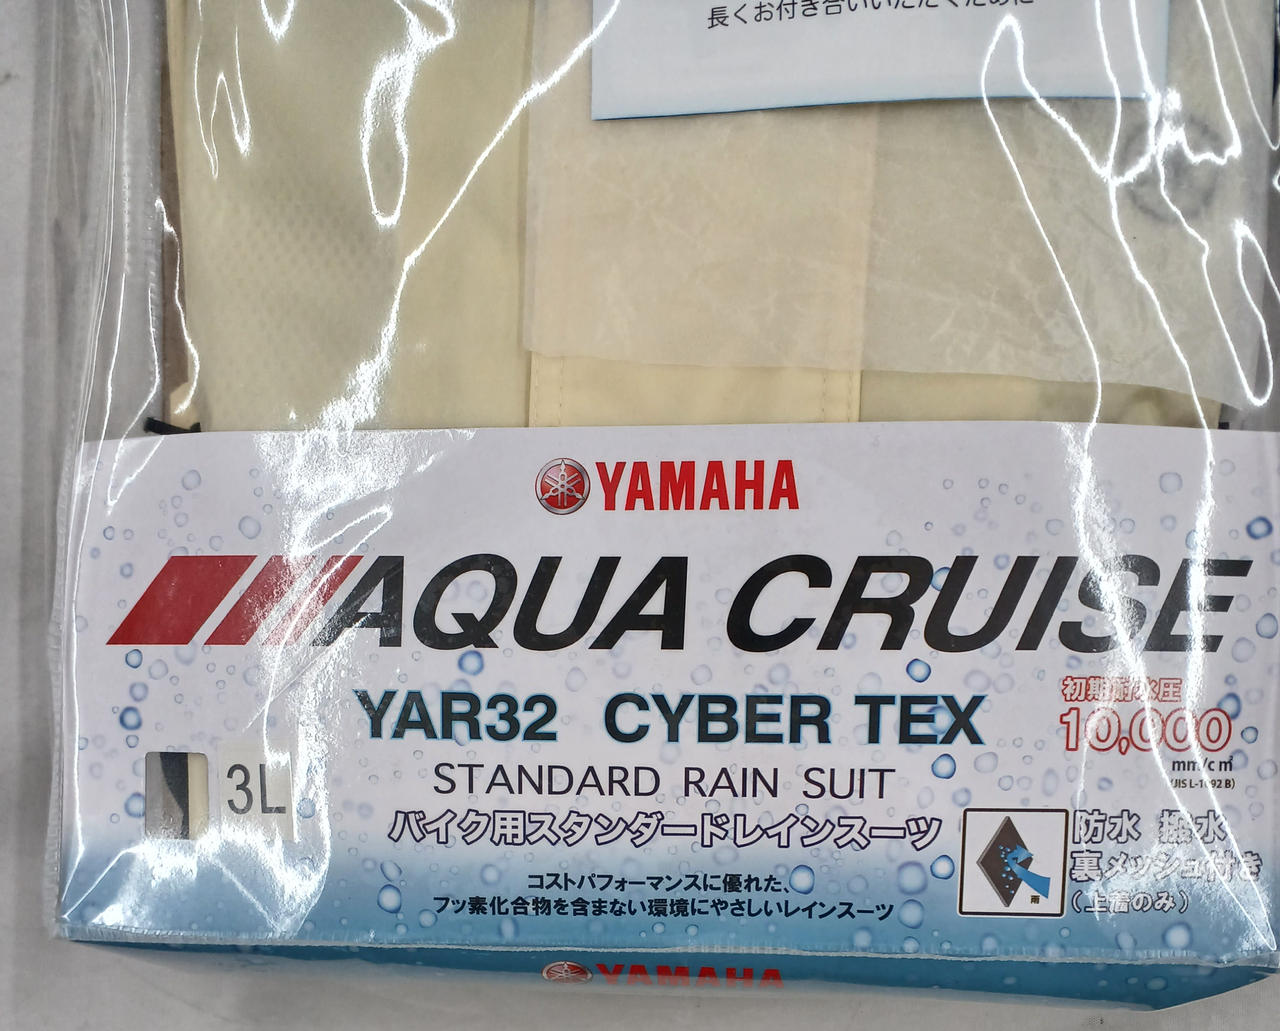 長くお付き合いいただくために
YAMAHA
AQUA CRUISE
YAR32 CYBER TEX
初期耐水圧
10,000
mm/c㎡
(JIS L-1092 B)
STANDARD RAIN SUIT
3L
バイク用スタンダードレインスーツ
防水 撥水
裏メッシュ付き
(上着のみ)
雨
コストパフォーマンスに優れた、
フッ素化合物を含まない環境にやさしいレインスーツ
YAMAHA